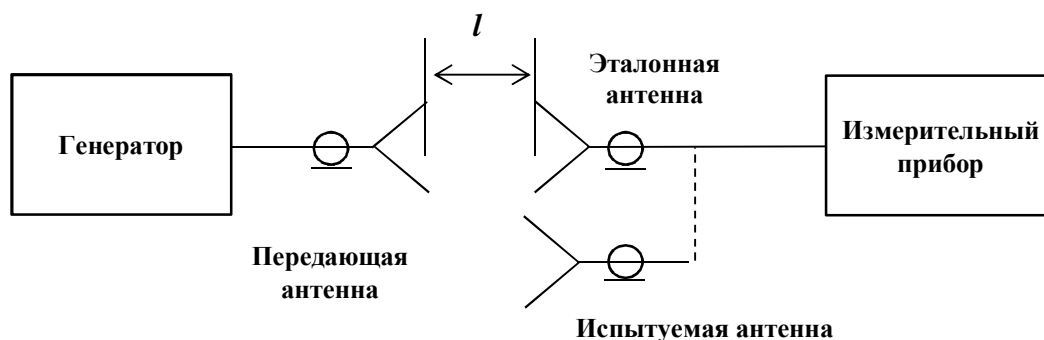 l
Эталонная
антенна
Генератор
Измерительный
прибор
Передающая
антенна
Испытуемая антенна